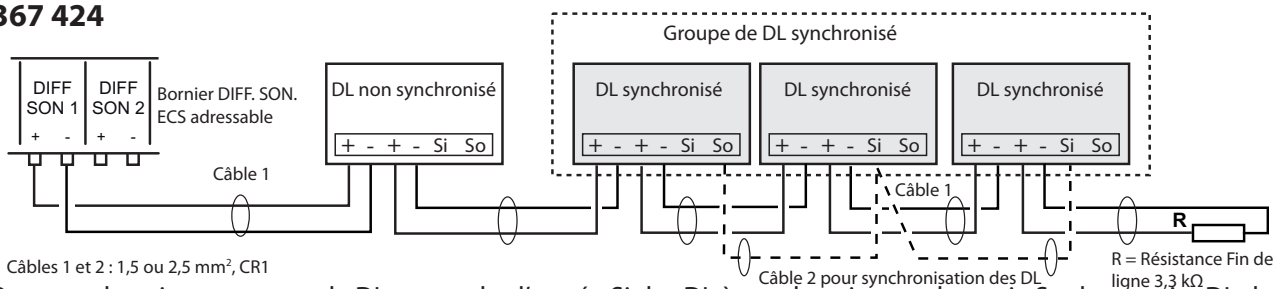 367 424
Groupe de DL synchronisé
DIFF
SON 1
DIFF
SON 2
+ - + -
Bornier DIFF. SON.
ECS adressable
DL non synchronisé
+ - + - Si So
DL synchronisé
+ - + - Si So
DL synchronisé
+ - + - Si So
DL synchronisé
+ - + - Si So
Câble 1
Câble 1
R
Câbles 1 et 2 : 1,5 ou 2,5 mm², CR1
Câble 2 pour synchronisation des DL
R = Résistance Fin de
ligne 3,3 kΩ